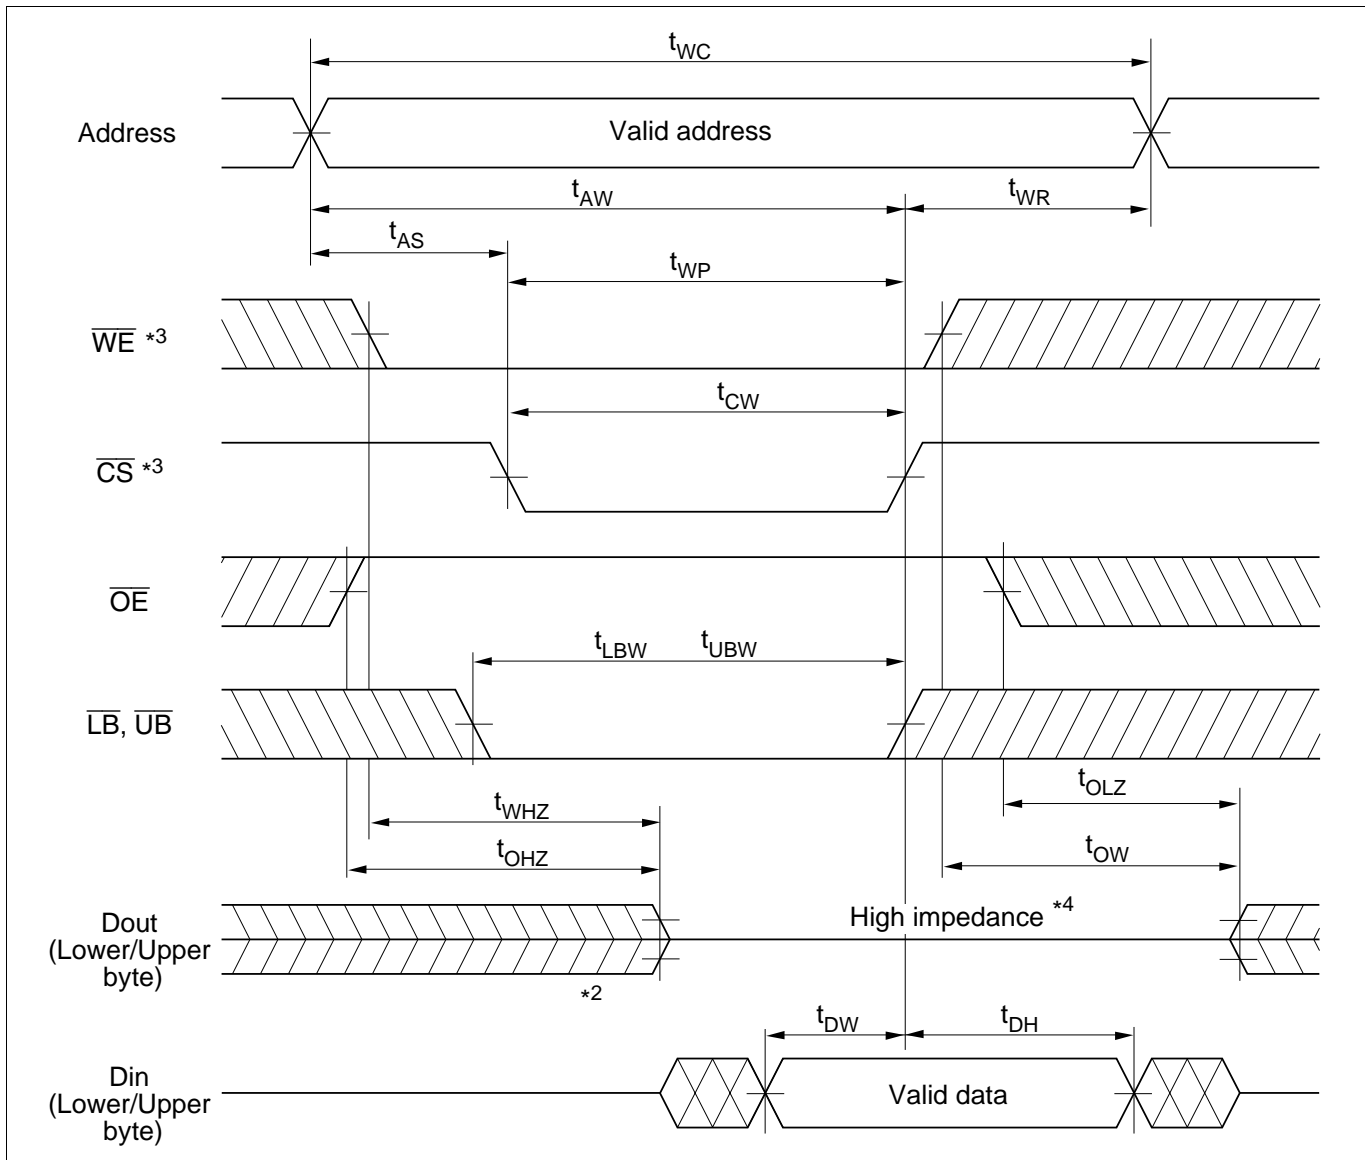 tWC
Address
Valid address
tAW
tWR
tAS
tWP
WE *3
tCW
CS *3
OE
tLBW tUBW
LB, UB
tOLZ
tWHZ
tOW
tOHZ
High impedance *4
Dout
(Lower/Upper
byte)
*2
tDW
tDH
Din
(Lower/Upper
byte)
Valid data